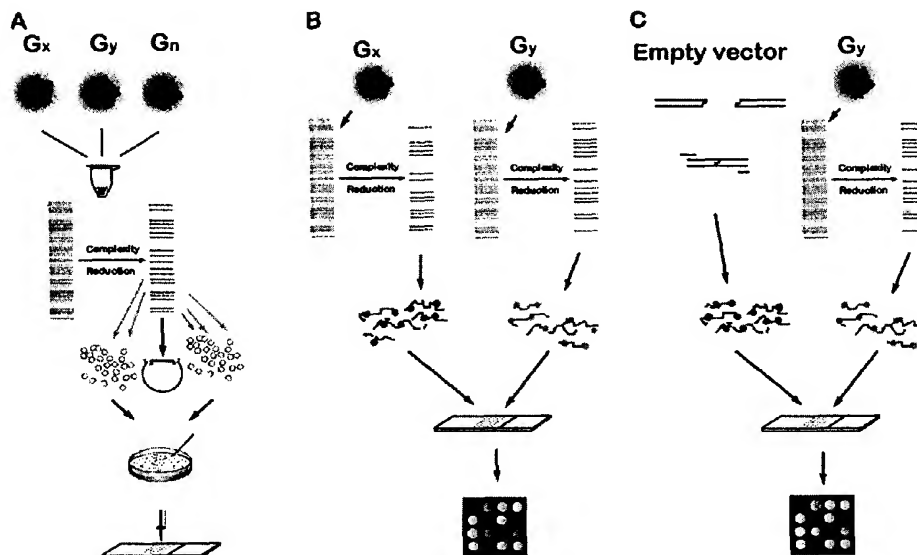 A
Gx Gy Gn
Complexity
Reduction
B
Gx
Gy
Complexity
Reduction
Complexity
Reduction
C
Empty vector
Gy
Complexity
Reduction